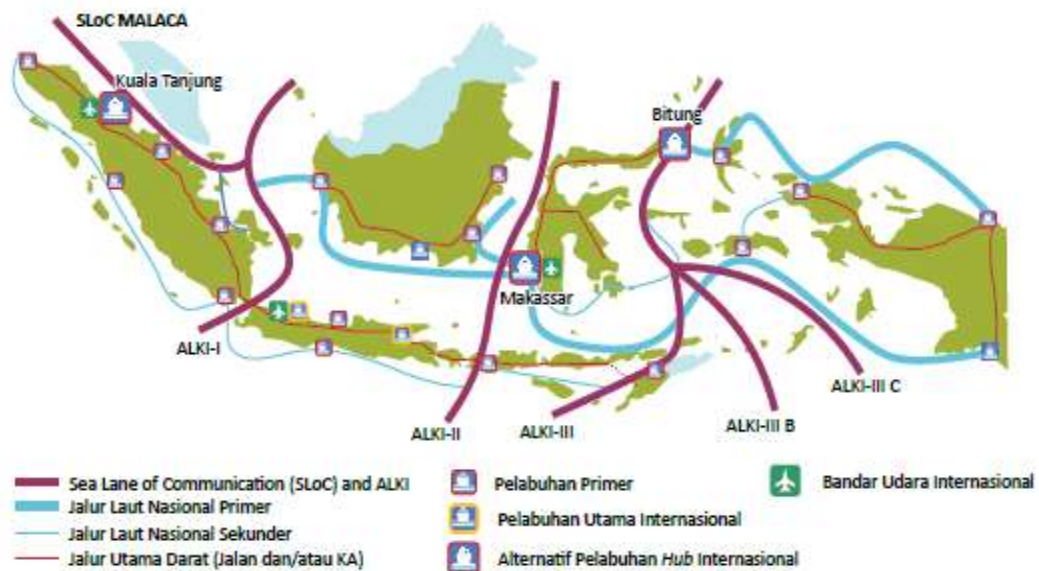 SLoC MALACA
Kuala Tanjung
Bitung
Makassar
ALKI-I
ALKI-II
ALKI-III
ALKI-III B
ALKI-III C
Sea Lane of Communication (SLoC) and ALKI
Jalur Laut Nasional Primer
Jalur Laut Nasional Sekunder
Jalur Utama Darat (Jalan dan/atau KA)
Pelabuhan Primer
Pelabuhan Utama Internasional
Alternatif Pelabuhan Hub Internasional
Bandar Udara Internasional